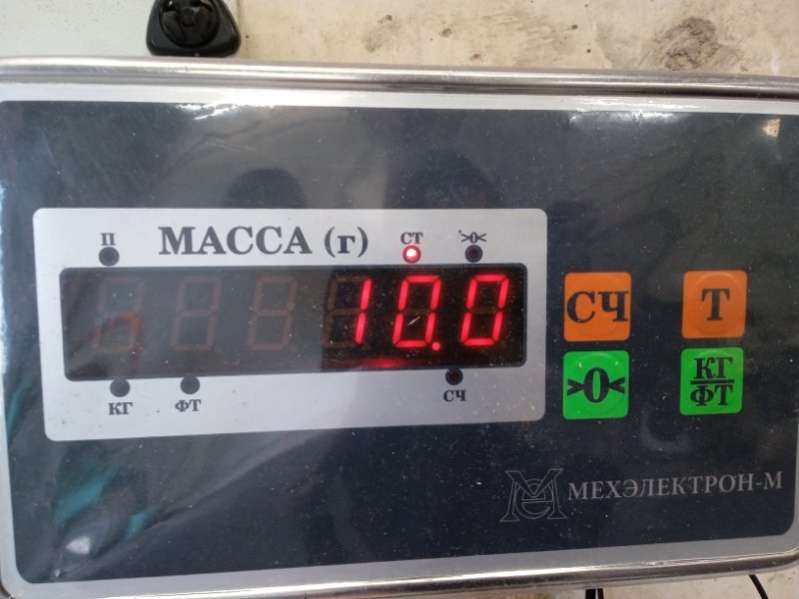 П МАССА (г) СТ >0<
10.0
КГ ФТ СЧ
СЧ Т
>0< КГ/ФТ
МЕХЭЛЕКТРОН-М